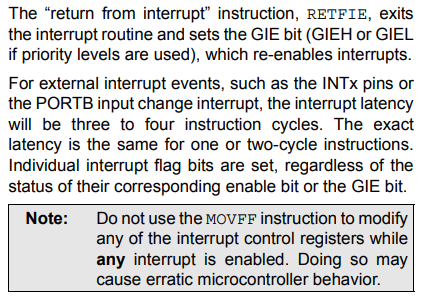 The “return from interrupt” instruction, RETFIE, exits
the interrupt routine and sets the GIE bit (GIEH or GIEL
if priority levels are used), which re-enables interrupts.
For external interrupt events, such as the INTx pins or
the PORTB input change interrupt, the interrupt latency
will be three to four instruction cycles. The exact
latency is the same for one or two-cycle instructions.
Individual interrupt flag bits are set, regardless of the
status of their corresponding enable bit or the GIE bit.
Note: Do not use the MOVFF instruction to modify
any of the interrupt control registers while
any interrupt is enabled. Doing so may
cause erratic microcontroller behavior.